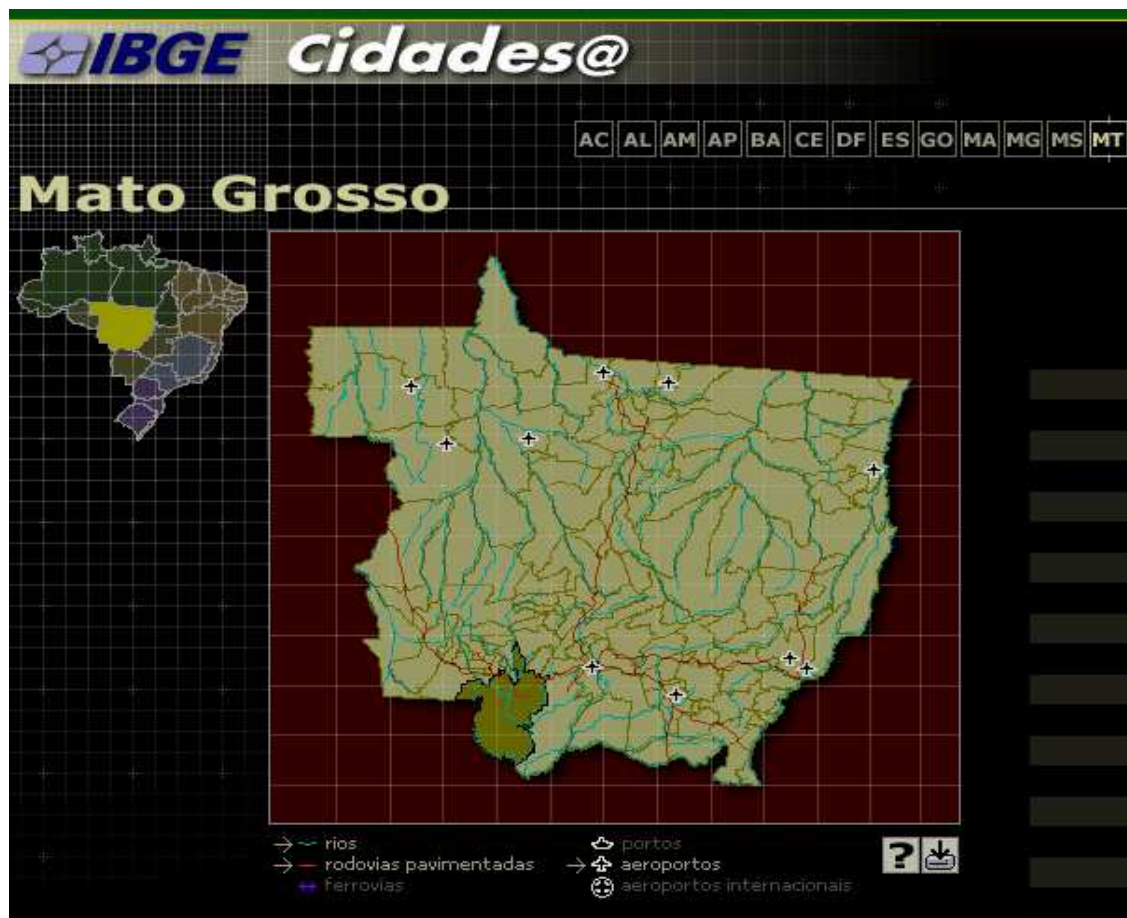 IBGE Cidades@
AC AL AM AP BA CE DF ES GO MA MG MS MT
Mato Grosso
rios
rodovias pavimentadas
ferrovias
portos
aeroportos
aeroportos internacionais
?